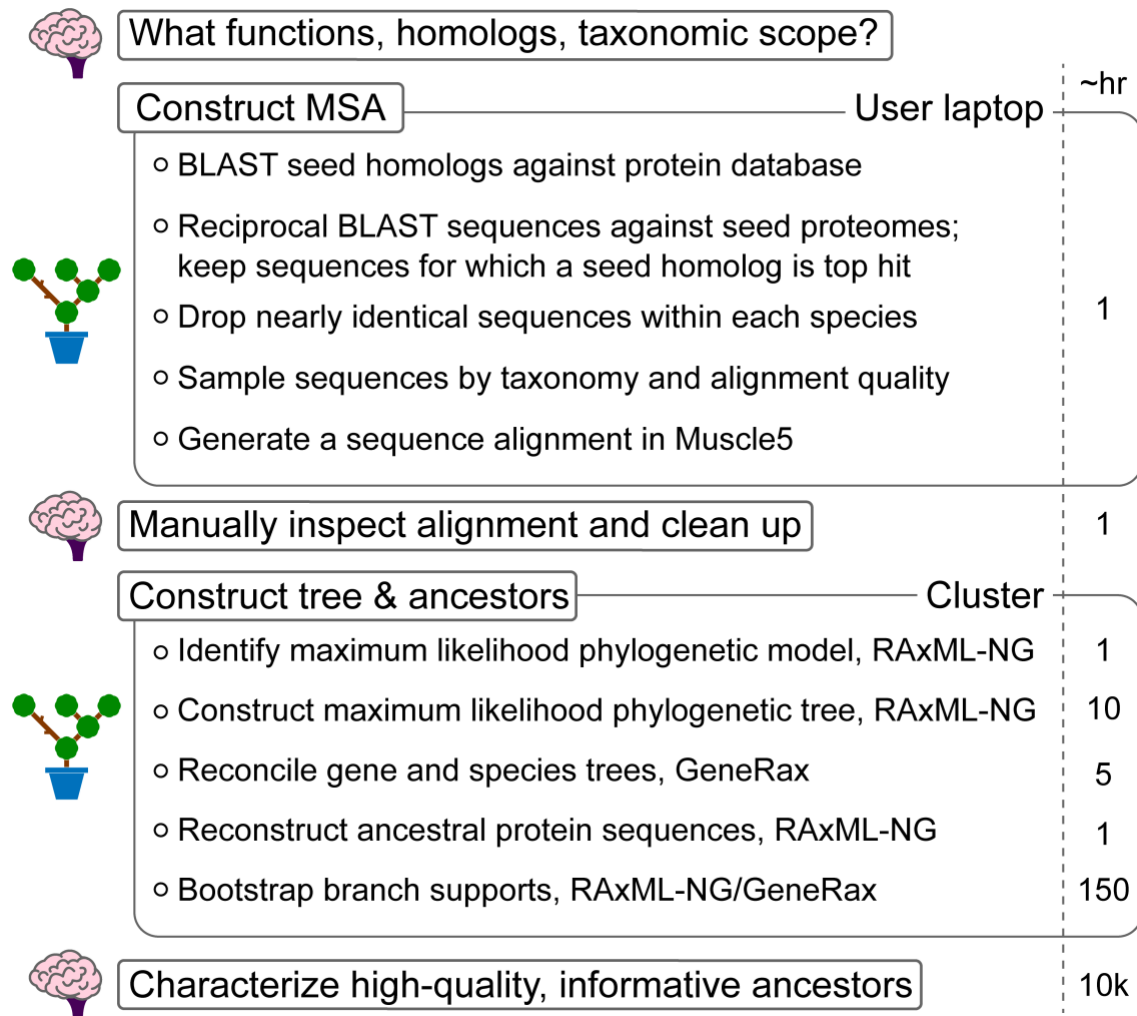 What functions, homologs, taxonomic scope?
~hr
Construct MSA
User laptop
○ BLAST seed homologs against protein database
○ Reciprocal BLAST sequences against seed proteomes;
keep sequences for which a seed homolog is top hit
○ Drop nearly identical sequences within each species
1
○ Sample sequences by taxonomy and alignment quality
○ Generate a sequence alignment in Muscle5
Manually inspect alignment and clean up
1
Construct tree & ancestors
Cluster
○ Identify maximum likelihood phylogenetic model, RAxML-NG
1
○ Construct maximum likelihood phylogenetic tree, RAxML-NG
10
○ Reconcile gene and species trees, GeneRax
5
○ Reconstruct ancestral protein sequences, RAxML-NG
1
○ Bootstrap branch supports, RAxML-NG/GeneRax
150
Characterize high-quality, informative ancestors
10k